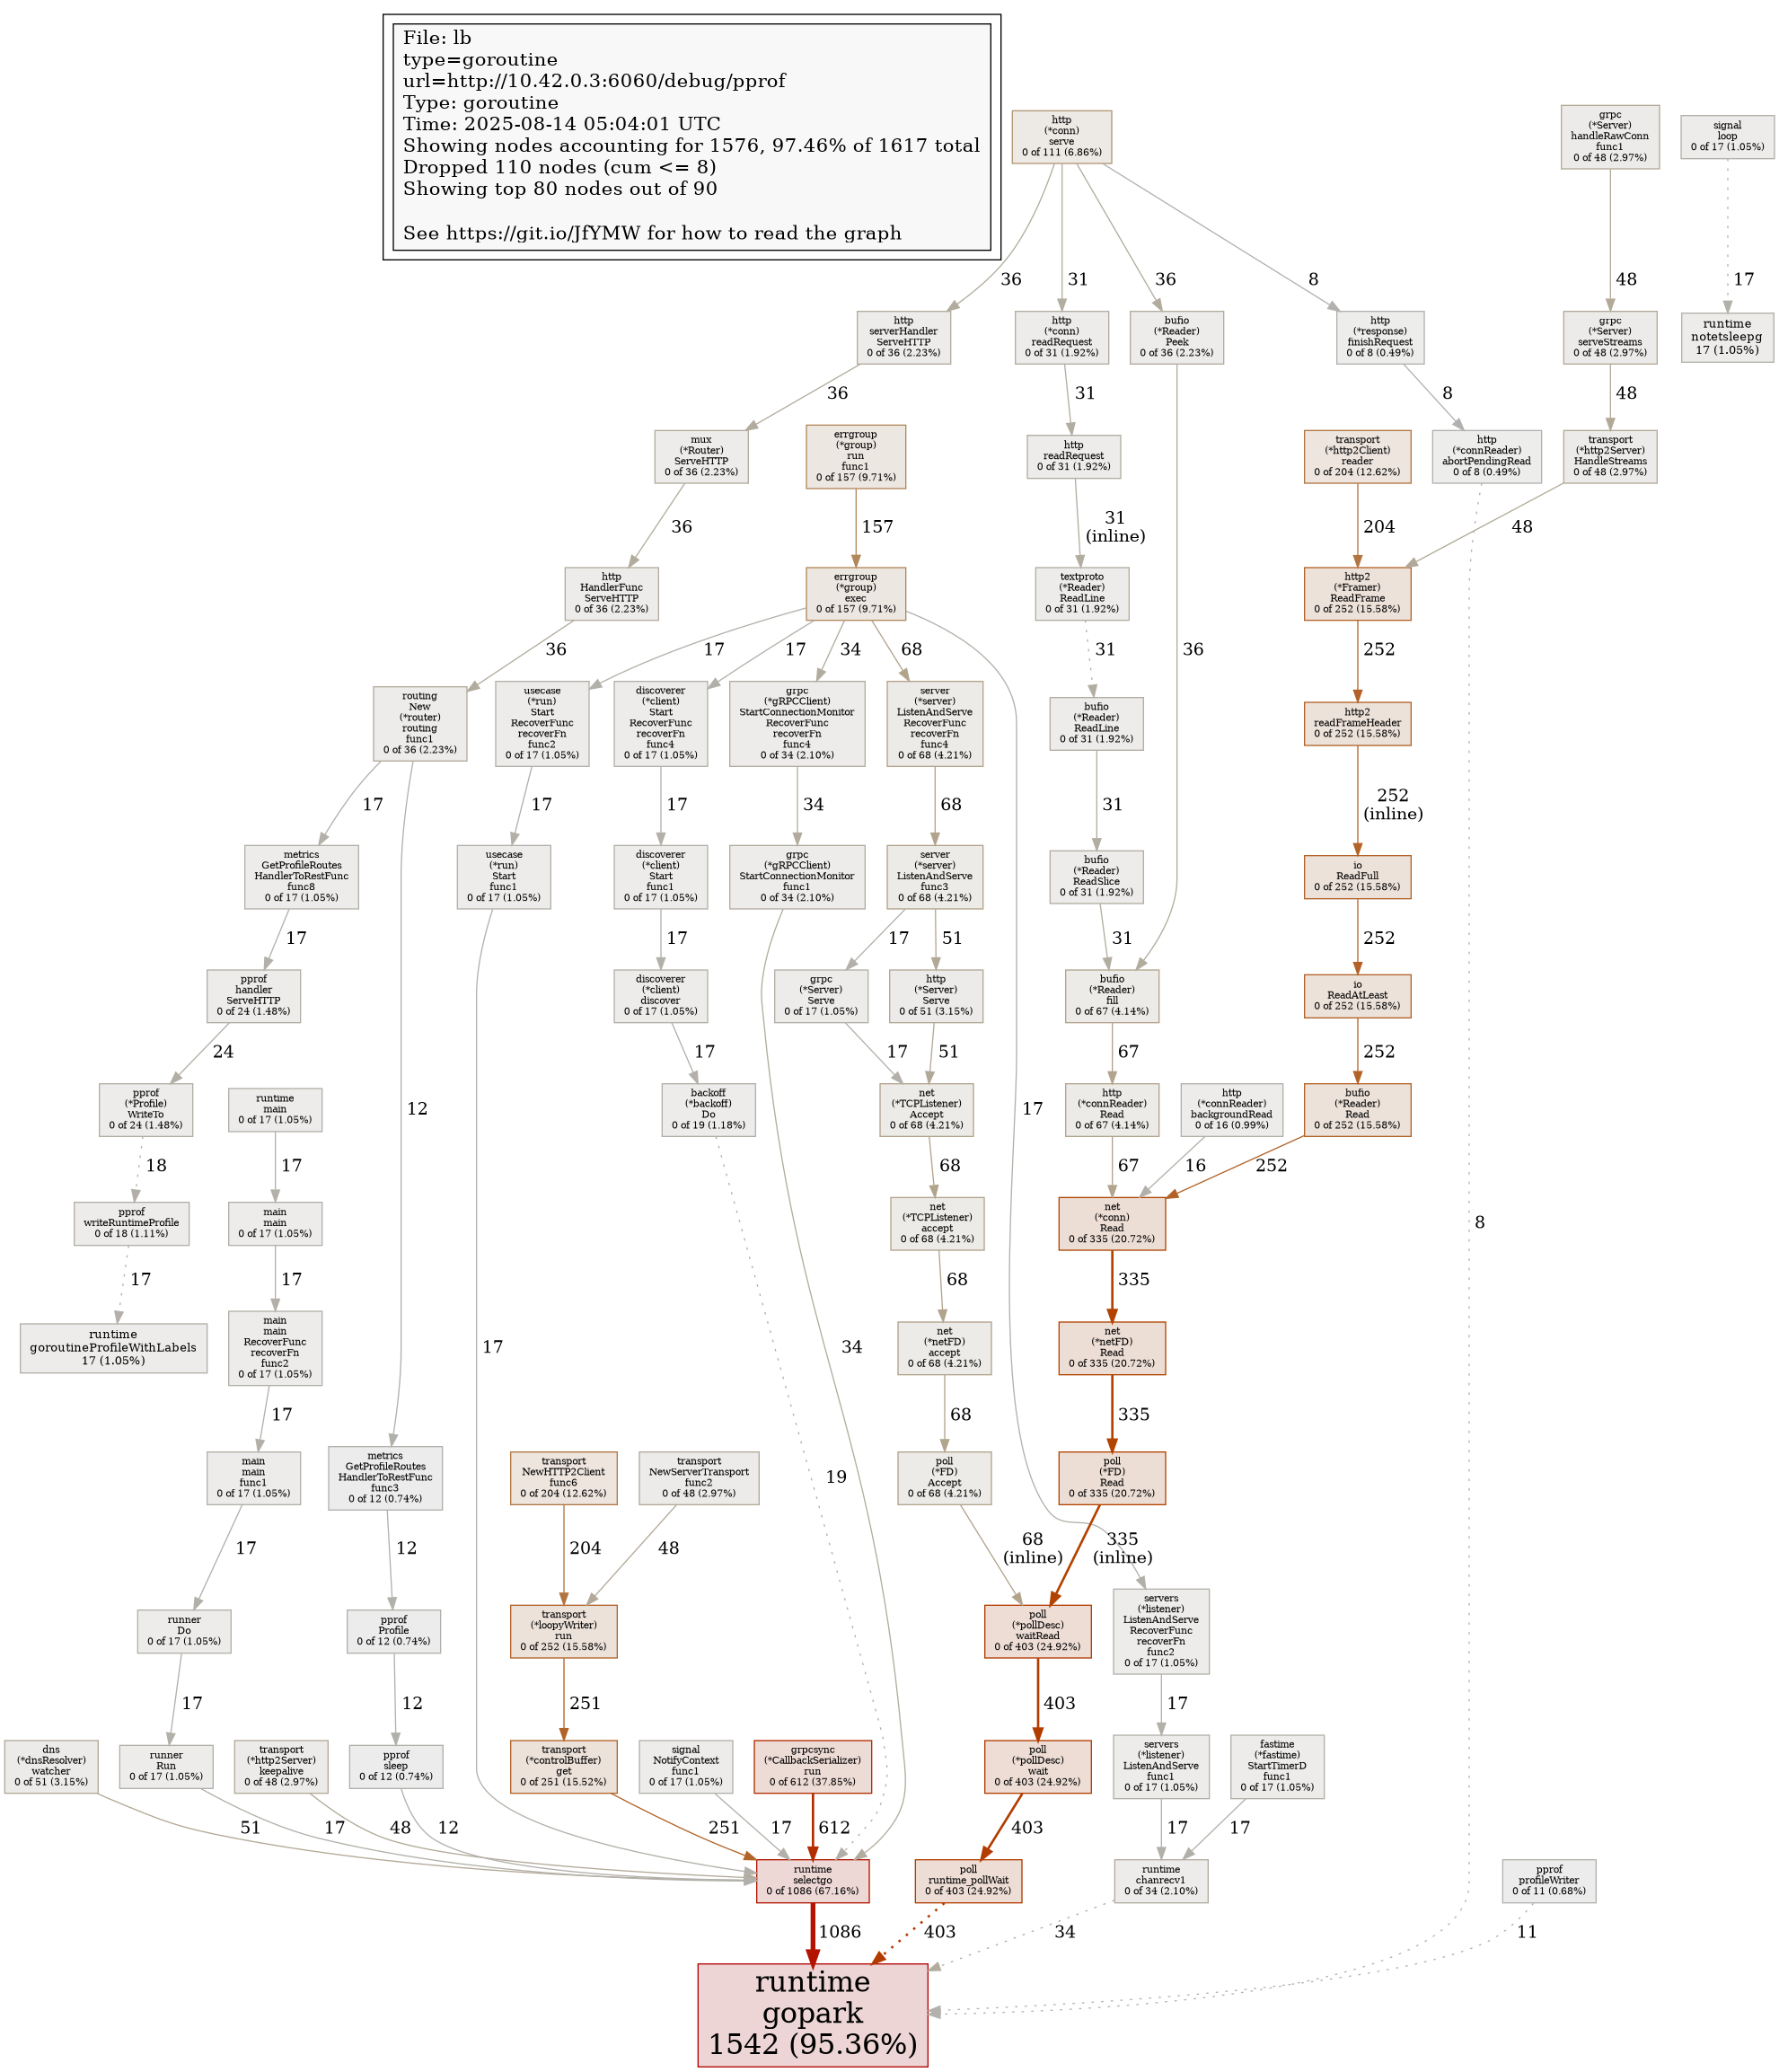 File: lb
type=goroutine
url=http://10.42.0.3:6060/debug/pprof
Type: goroutine
Time: 2025-08-14 05:04:01 UTC
Showing nodes accounting for 1576, 97.46% of 1617 total
Dropped 110 nodes (cum <= 8)
Showing top 80 nodes out of 90
See https://git.io/JfYMW for how to read the graph
http
(*conn)
serve
0 of 111 (6.86%)
grpc
(*Server)
handleRawConn
func1
0 of 48 (2.97%)
signal
loop
0 of 17 (1.05%)
36
31
36
8
48
17
http
serverHandler
ServeHTTP
0 of 36 (2.23%)
http
(*conn)
readRequest
0 of 31 (1.92%)
bufio
(*Reader)
Peek
0 of 36 (2.23%)
http
(*response)
finishRequest
0 of 8 (0.49%)
grpc
(*Server)
serveStreams
0 of 48 (2.97%)
runtime
notetsleepg
17 (1.05%)
36
31
8
48
mux
(*Router)
ServeHTTP
0 of 36 (2.23%)
errgroup
(*group)
run
func1
0 of 157 (9.71%)
http
readRequest
0 of 31 (1.92%)
transport
(*http2Client)
reader
0 of 204 (12.62%)
http
(*connReader)
abortPendingRead
0 of 8 (0.49%)
transport
(*http2Server)
HandleStreams
0 of 48 (2.97%)
36
157
31
(inline)
204
48
http
HandlerFunc
ServeHTTP
0 of 36 (2.23%)
errgroup
(*group)
exec
0 of 157 (9.71%)
textproto
(*Reader)
ReadLine
0 of 31 (1.92%)
http2
(*Framer)
ReadFrame
0 of 252 (15.58%)
36
17
17
34
68
31
36
252
routing
New
(*router)
routing
func1
0 of 36 (2.23%)
usecase
(*run)
Start
RecoverFunc
recoverFn
func2
0 of 17 (1.05%)
discoverer
(*client)
Start
RecoverFunc
recoverFn
func4
0 of 17 (1.05%)
grpc
(*gRPCClient)
StartConnectionMonitor
RecoverFunc
recoverFn
func4
0 of 34 (2.10%)
server
(*server)
ListenAndServe
RecoverFunc
recoverFn
func4
0 of 68 (4.21%)
bufio
(*Reader)
ReadLine
0 of 31 (1.92%)
http2
readFrameHeader
0 of 252 (15.58%)
17
17
17
34
68
31
252
(inline)
metrics
GetProfileRoutes
HandlerToRestFunc
func8
0 of 17 (1.05%)
usecase
(*run)
Start
func1
0 of 17 (1.05%)
discoverer
(*client)
Start
func1
0 of 17 (1.05%)
grpc
(*gRPCClient)
StartConnectionMonitor
func1
0 of 34 (2.10%)
server
(*server)
ListenAndServe
func3
0 of 68 (4.21%)
bufio
(*Reader)
ReadSlice
0 of 31 (1.92%)
io
ReadFull
0 of 252 (15.58%)
17
17
17
51
31
252
pprof
handler
ServeHTTP
0 of 24 (1.48%)
discoverer
(*client)
discover
0 of 17 (1.05%)
grpc
(*Server)
Serve
0 of 17 (1.05%)
http
(*Server)
Serve
0 of 51 (3.15%)
bufio
(*Reader)
fill
0 of 67 (4.14%)
io
ReadAtLeast
0 of 252 (15.58%)
24
17
17
51
67
252
pprof
(*Profile)
WriteTo
0 of 24 (1.48%)
runtime
main
0 of 17 (1.05%)
12
backoff
(*backoff)
Do
0 of 19 (1.18%)
net
(*TCPListener)
Accept
0 of 68 (4.21%)
17
http
(*connReader)
Read
0 of 67 (4.14%)
http
(*connReader)
backgroundRead
0 of 16 (0.99%)
bufio
(*Reader)
Read
0 of 252 (15.58%)
18
17
68
67
16
252
pprof
writeRuntimeProfile
0 of 18 (1.11%)
main
main
0 of 17 (1.05%)
net
(*TCPListener)
accept
0 of 68 (4.21%)
net
(*conn)
Read
0 of 335 (20.72%)
8
17
17
68
335
runtime
goroutineProfileWithLabels
17 (1.05%)
main
main
RecoverFunc
recoverFn
func2
0 of 17 (1.05%)
17
34
net
(*netFD)
accept
0 of 68 (4.21%)
net
(*netFD)
Read
0 of 335 (20.72%)
17
68
335
main
main
func1
0 of 17 (1.05%)
metrics
GetProfileRoutes
HandlerToRestFunc
func3
0 of 12 (0.74%)
transport
NewHTTP2Client
func6
0 of 204 (12.62%)
transport
NewServerTransport
func2
0 of 48 (2.97%)
19
poll
(*FD)
Accept
0 of 68 (4.21%)
poll
(*FD)
Read
0 of 335 (20.72%)
17
12
204
48
68
(inline)
335
(inline)
runner
Do
0 of 17 (1.05%)
pprof
Profile
0 of 12 (0.74%)
transport
(*loopyWriter)
run
0 of 252 (15.58%)
poll
(*pollDesc)
waitRead
0 of 403 (24.92%)
servers
(*listener)
ListenAndServe
RecoverFunc
recoverFn
func2
0 of 17 (1.05%)
17
12
251
403
17
dns
(*dnsResolver)
watcher
0 of 51 (3.15%)
runner
Run
0 of 17 (1.05%)
transport
(*http2Server)
keepalive
0 of 48 (2.97%)
pprof
sleep
0 of 12 (0.74%)
transport
(*controlBuffer)
get
0 of 251 (15.52%)
signal
NotifyContext
func1
0 of 17 (1.05%)
grpcsync
(*CallbackSerializer)
run
0 of 612 (37.85%)
poll
(*pollDesc)
wait
0 of 403 (24.92%)
servers
(*listener)
ListenAndServe
func1
0 of 17 (1.05%)
fastime
(*fastime)
StartTimerD
func1
0 of 17 (1.05%)
51
17
48
12
251
17
612
403
17
17
runtime
selectgo
0 of 1086 (67.16%)
poll
runtime_pollWait
0 of 403 (24.92%)
runtime
chanrecv1
0 of 34 (2.10%)
pprof
profileWriter
0 of 11 (0.68%)
1086
403
34
11
runtime
gopark
1542 (95.36%)